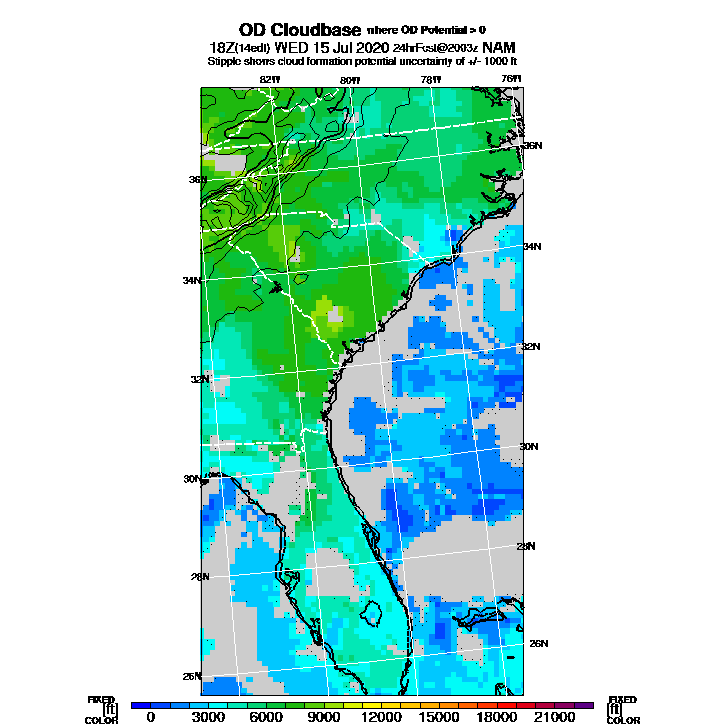 OD Cloudbase where OD Potential > 0
18Z(14edt) WED 15 Jul 2020 24hrFcst@2003z NAM
Stipple shows cloud formation potential uncertainty of +/- 1000 ft
82W 80W 78W 76W
36N
36N
34N
34N
32N
32N
30N
30N
28N
28N
26N
26N
FIXED FIXED
[ft] 0 3000 6000 9000 12000 15000 18000 21000 [ft]
COLOR COLOR